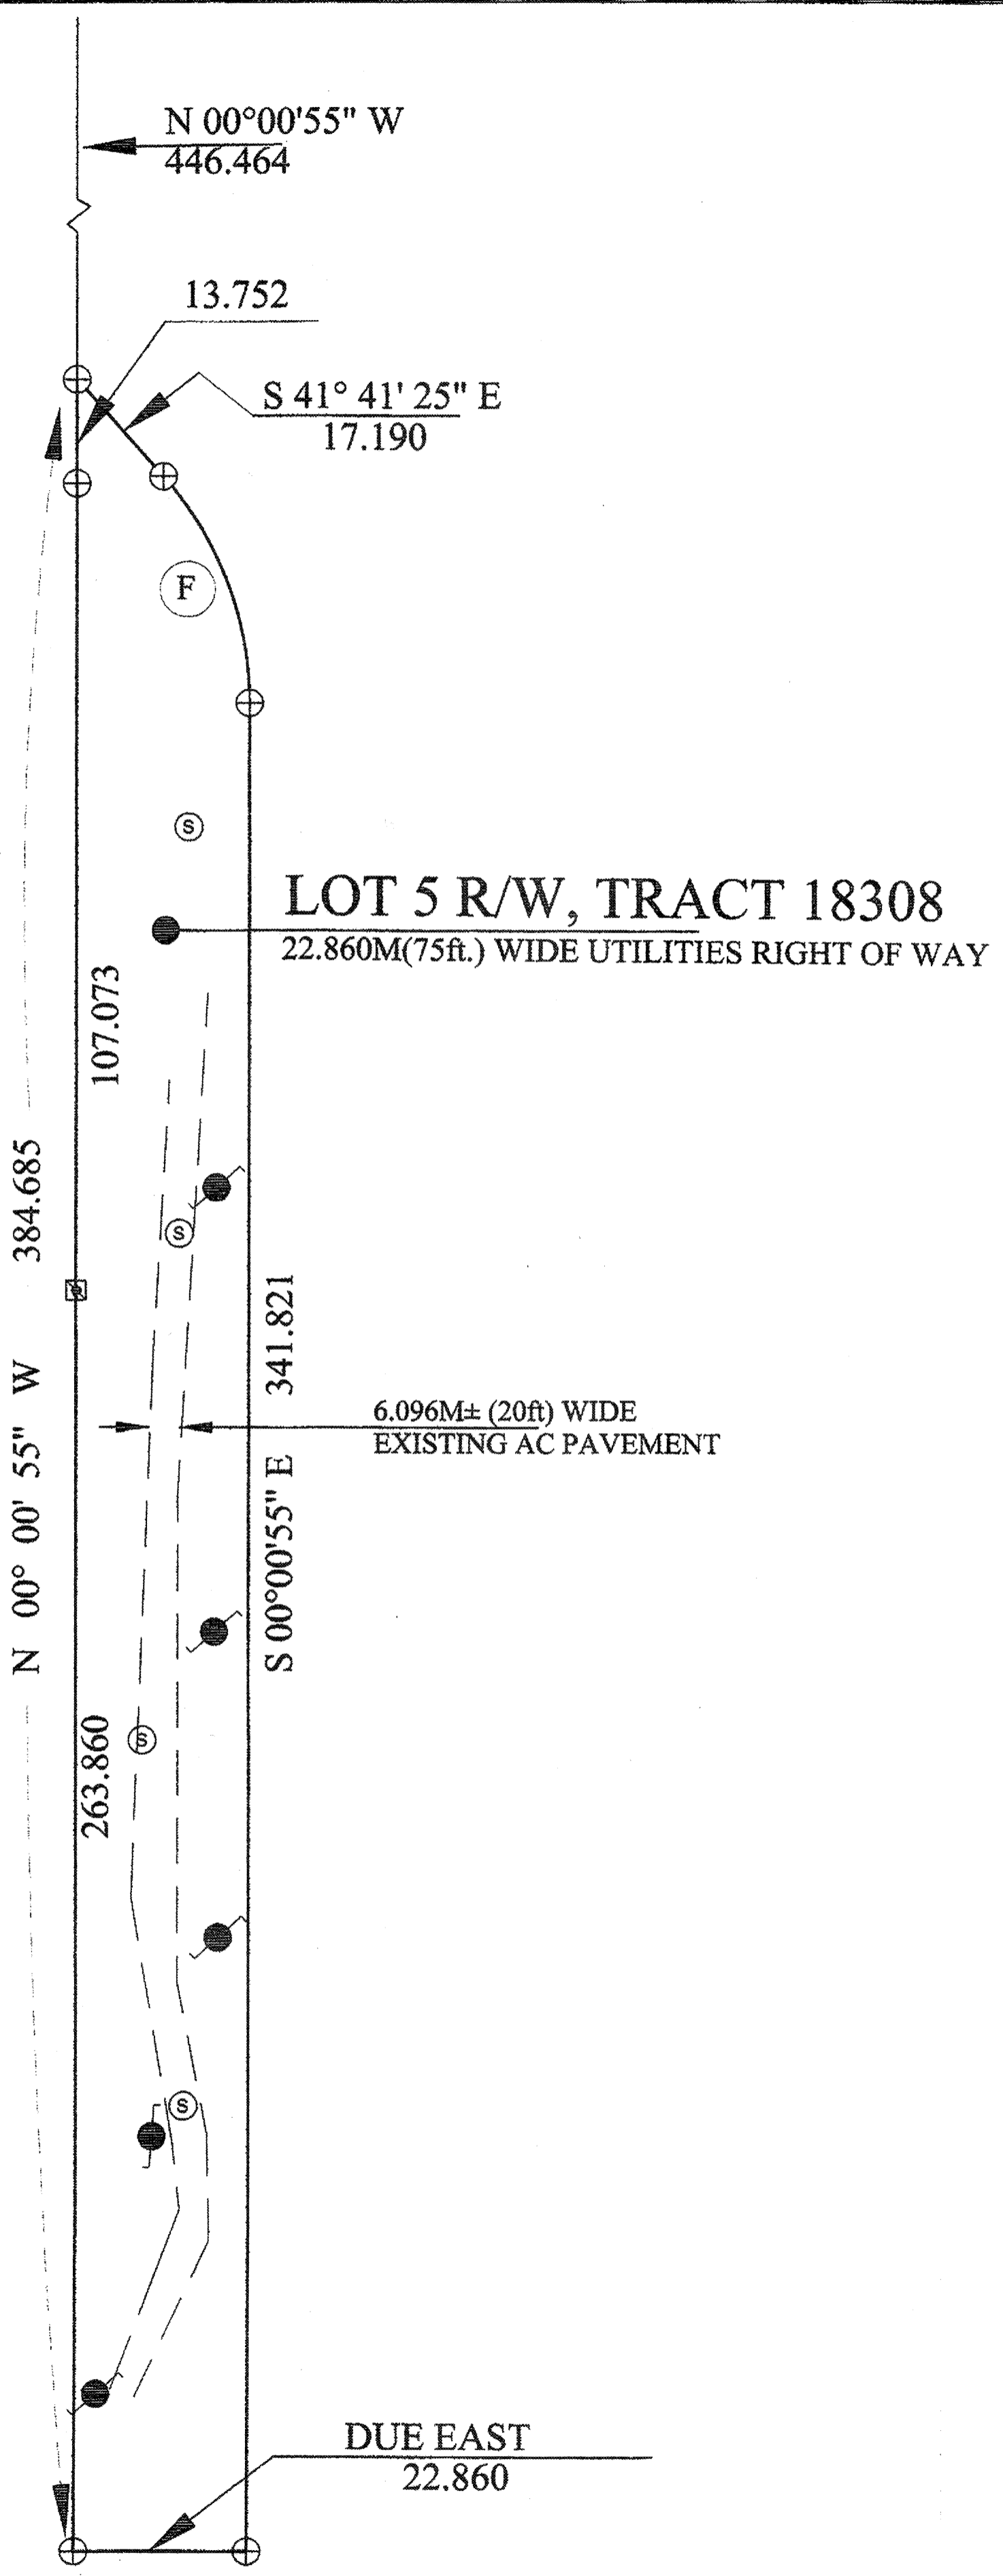 N 00°00'55" W
446.464
13.752
S 41° 41' 25" E
17.190
F
S
LOT 5 R/W, TRACT 18308
22.860M(75ft.) WIDE UTILITIES RIGHT OF WAY
107.073
N 00° 00' 55" W 384.685
S
S 00°00'55" E 341.821
6.096M± (20ft) WIDE
EXISTING AC PAVEMENT
263.860
S
S
DUE EAST
22.860